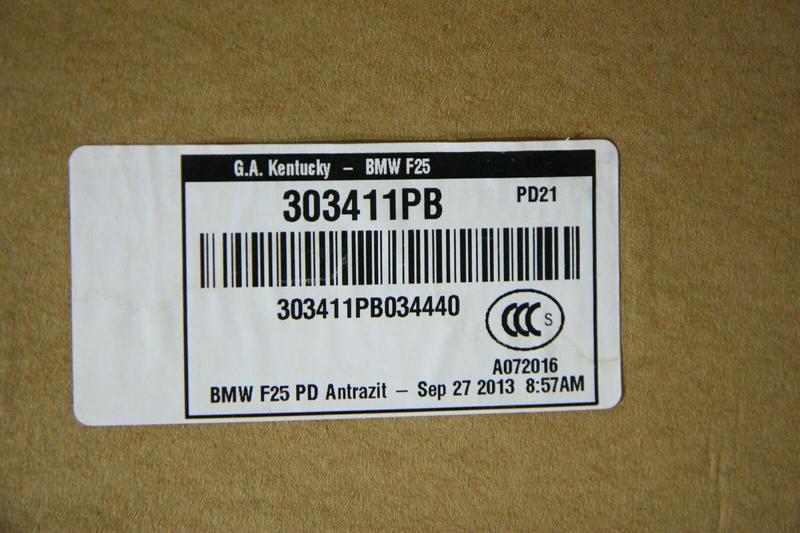 G.A. Kentucky – BMW F25
303411PB PD21
303411PB034440
CCC S
A072016
BMW F25 PD Antrazit – Sep 27 2013 8:57AM